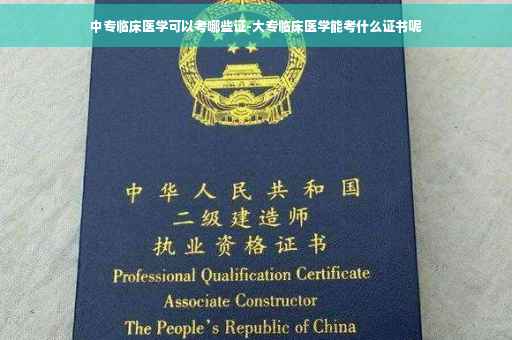 中专临床医学可以考哪些证-大专临床医学能考什么证书呢
中华人民共和国
二级建造师
执业资格证书
Professional Qualification Certificate
Associate Constructor
The People's Republic of China